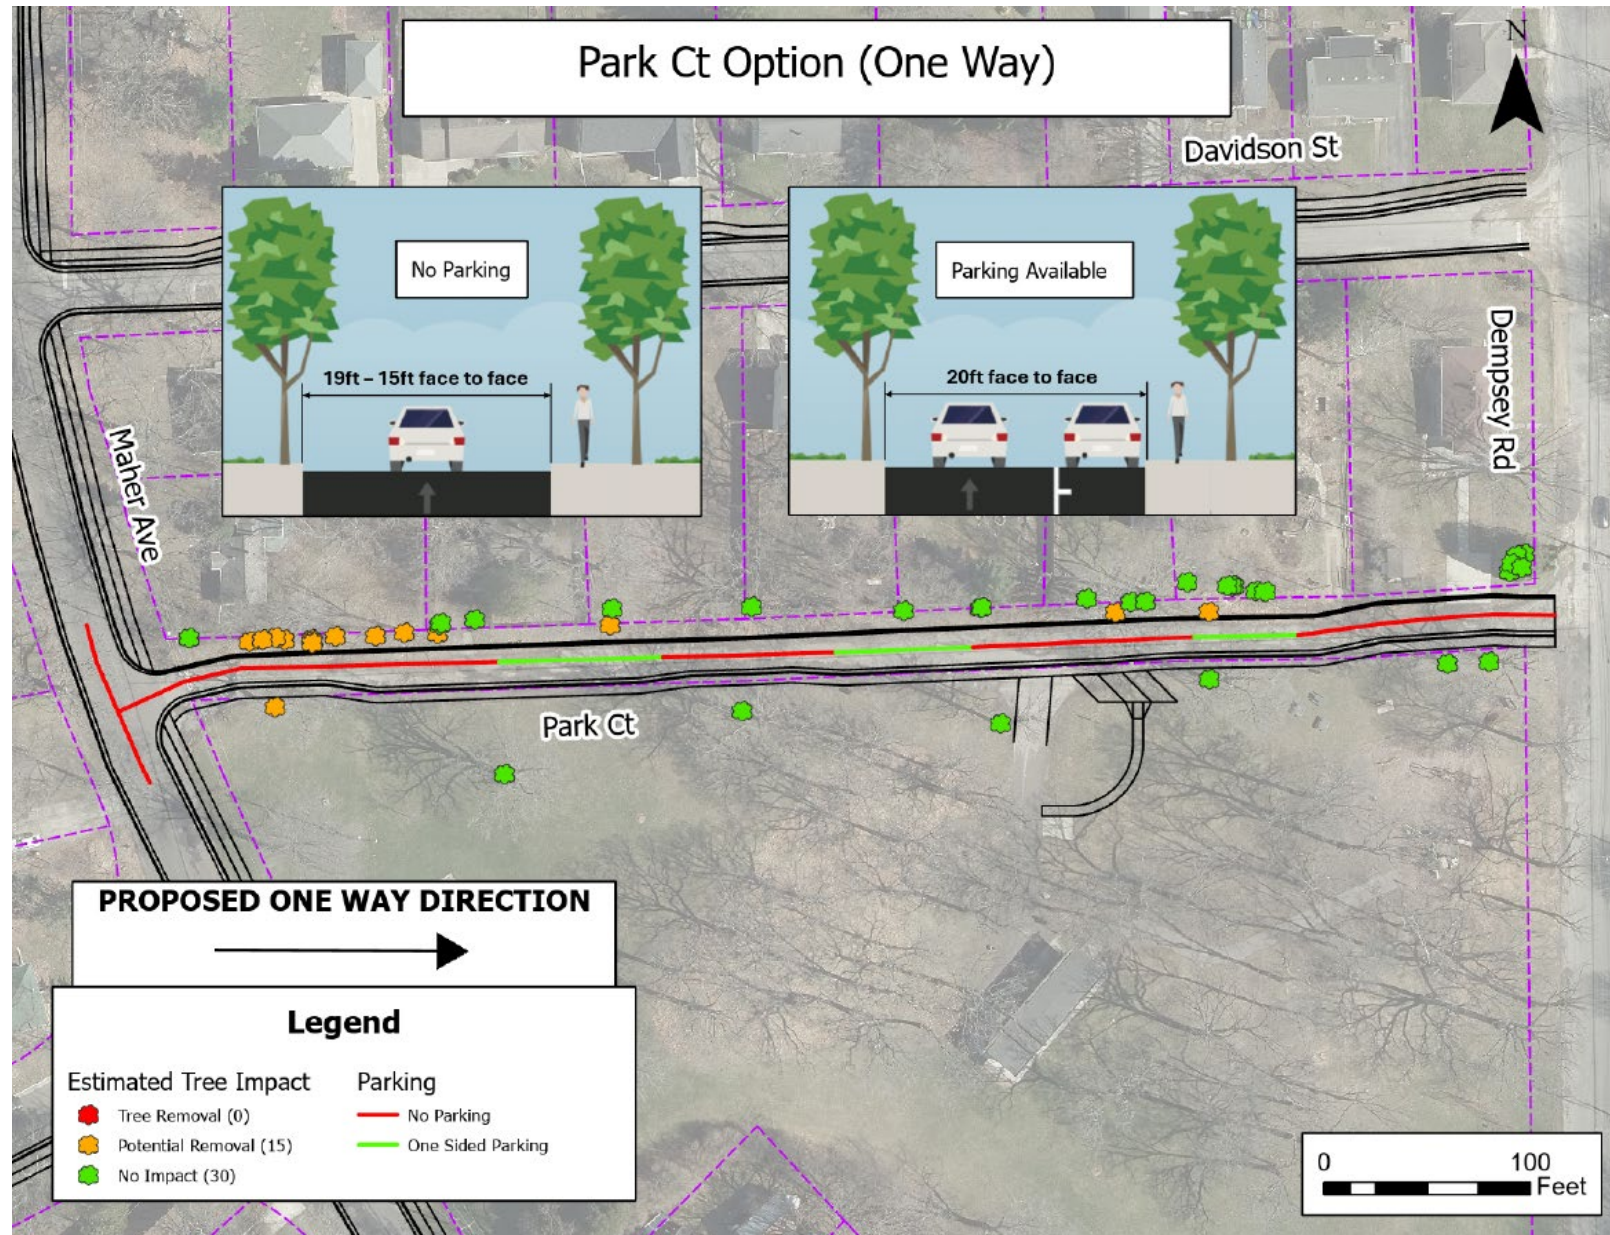 Park Ct Option (One Way)
N
Davidson St
No Parking
Parking Available
19ft – 15ft face to face
20ft face to face
Dempsey Rd
Maher Ave
Park Ct
PROPOSED ONE WAY DIRECTION
Legend
Estimated Tree Impact
Tree Removal (0)
Potential Removal (15)
No Impact (30)
Parking
No Parking
One Sided Parking
0 100
Feet